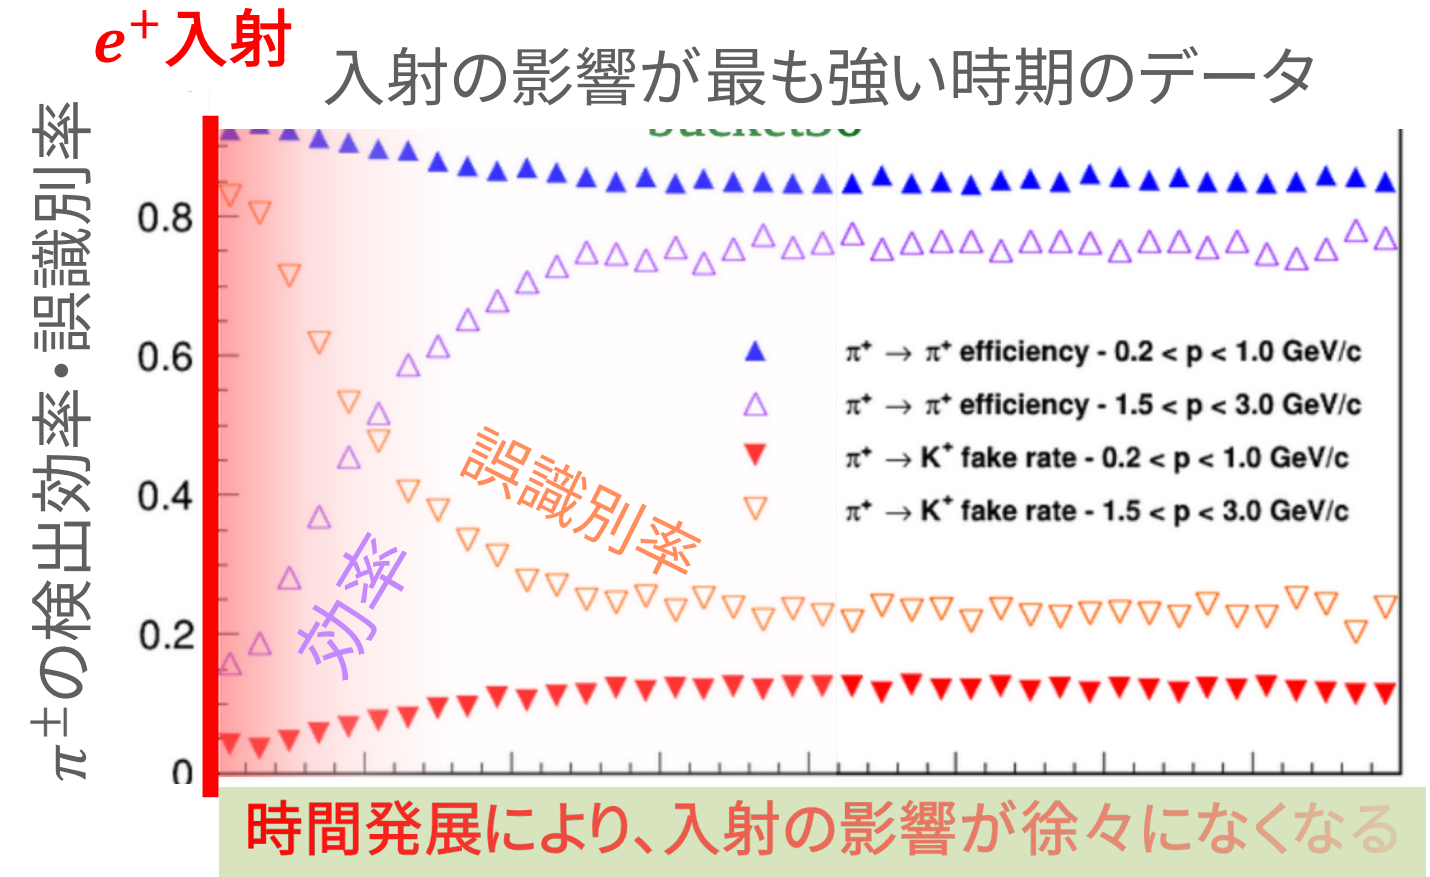 e⁺入射
入射の影響が最も強い時期のデータ
π±の検出効率・誤識別率
0.8
0.6
0.4
0.2
0
π⁺ → π⁺ efficiency - 0.2 < p < 1.0 GeV/c
π⁺ → π⁺ efficiency - 1.5 < p < 3.0 GeV/c
π⁺ → K⁺ fake rate - 0.2 < p < 1.0 GeV/c
π⁺ → K⁺ fake rate - 1.5 < p < 3.0 GeV/c
誤識別率
効率
時間発展により、入射の影響が徐々になくなる